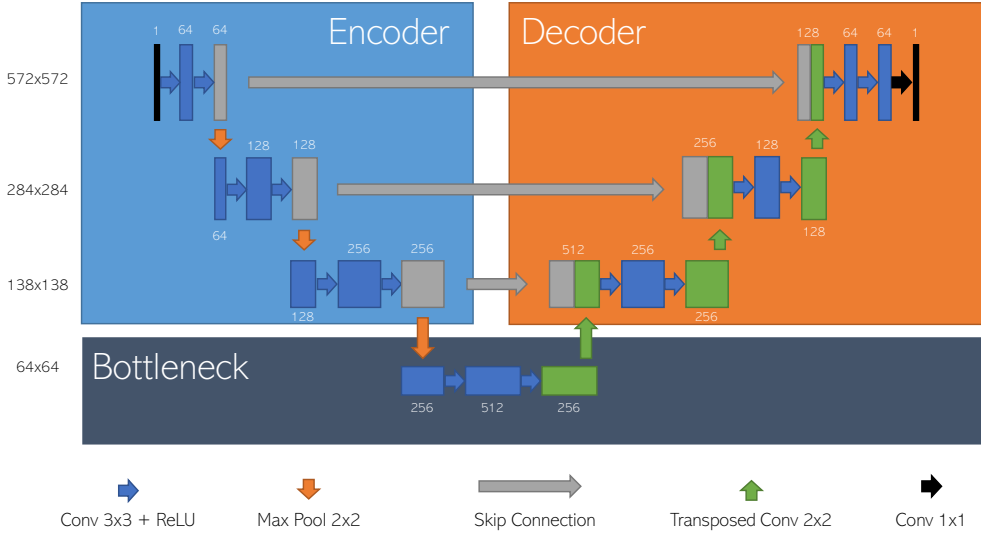 Encoder
Decoder
1 64 64
128 64 64 1
572x572
128 128
256 128
284x284
64
128
256 256
512 256
138x138
128
256
64x64
Bottleneck
256 512 256
Conv 3x3 + ReLU
Max Pool 2x2
Skip Connection
Transposed Conv 2x2
Conv 1x1